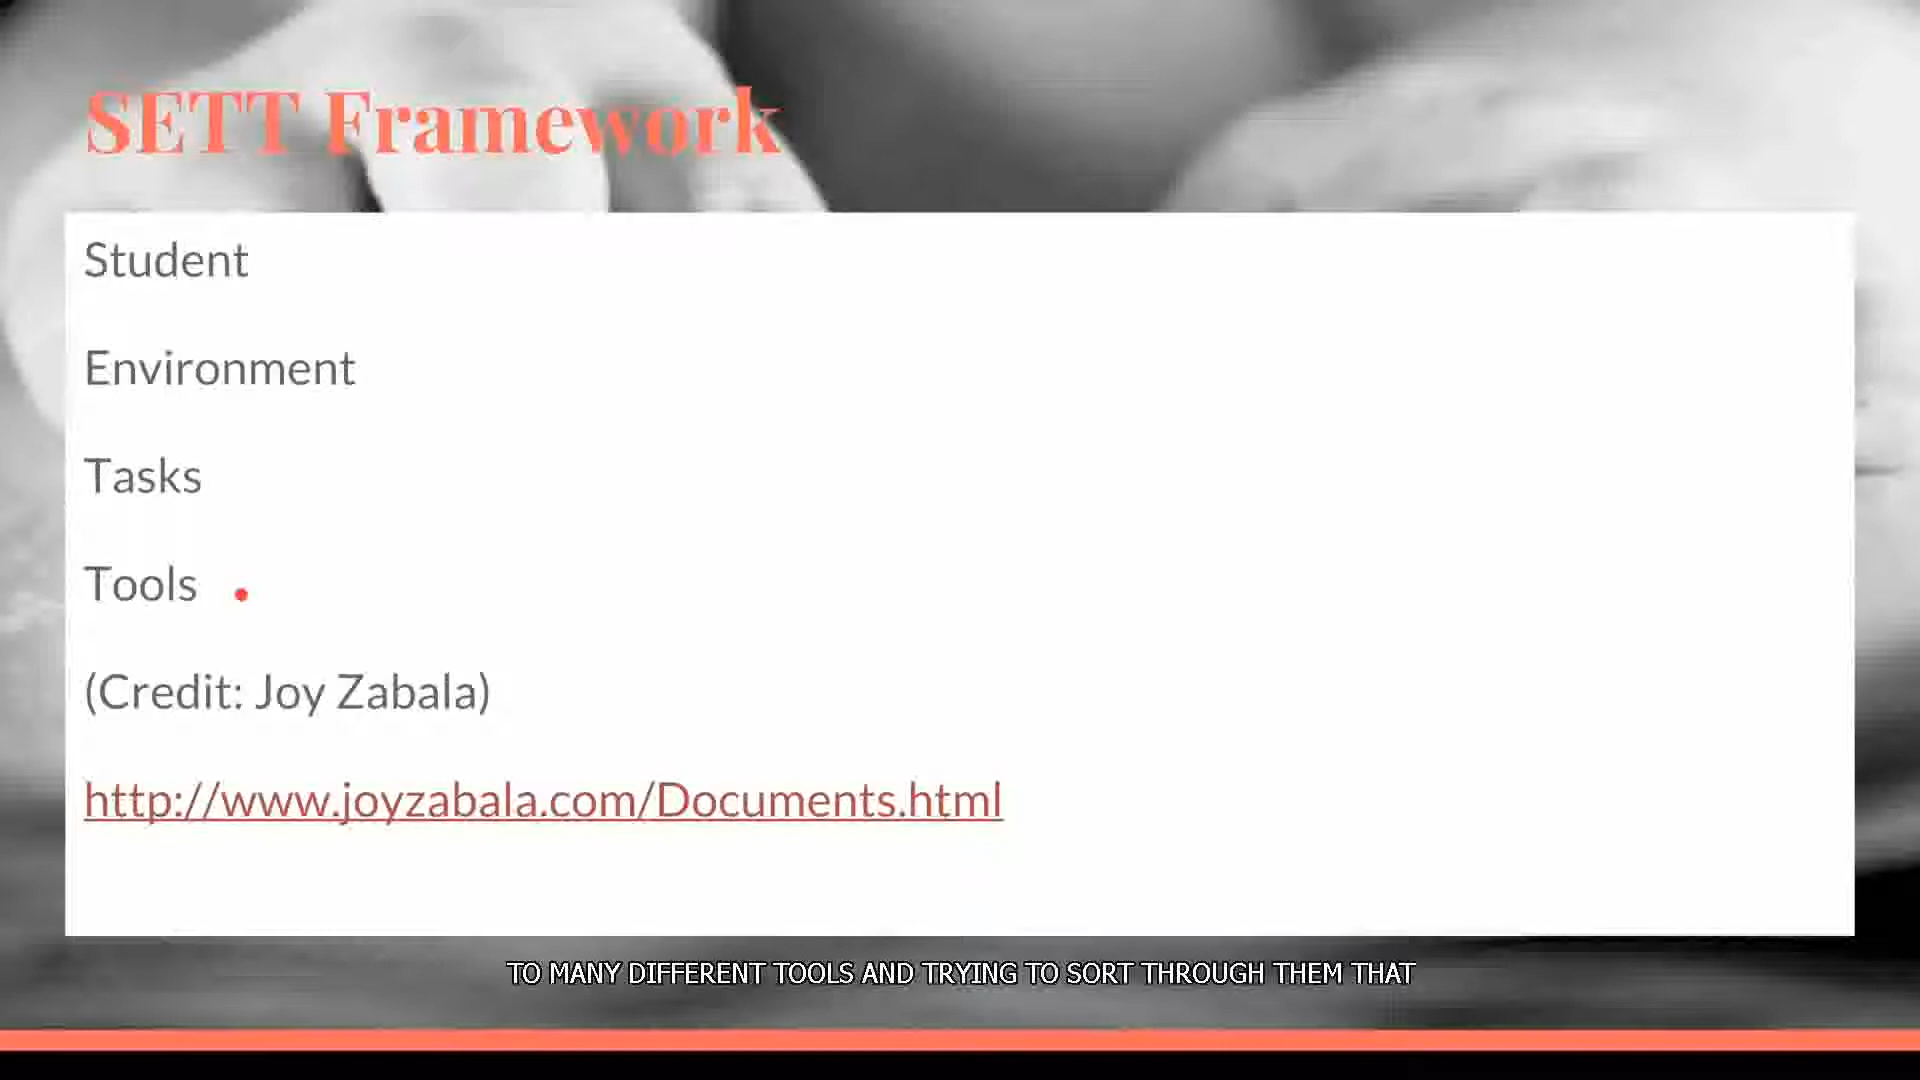 SETT Framework
Student
Environment
Tasks
Tools
(Credit: Joy Zabala)
http://www.joyzabala.com/Documents.html
TO MANY DIFFERENT TOOLS AND TRYING TO SORT THROUGH THEM THAT